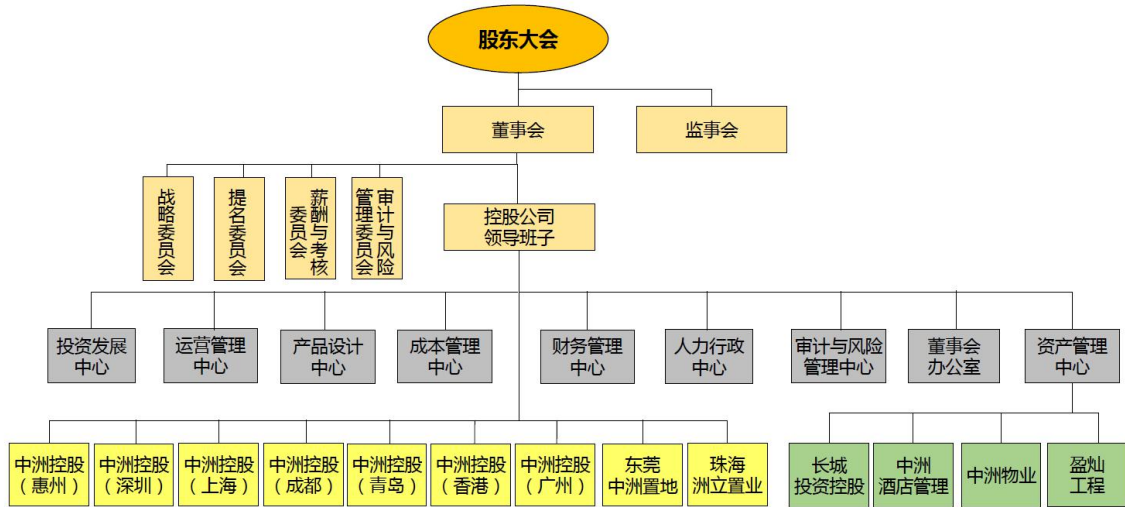 股东大会
董事会
监事会
战略委员会
提名委员会
薪酬与考核
委员会
审计与风险
管理委员会
控股公司
领导班子
投资发展
中心
运营管理
中心
产品设计
中心
成本管理
中心
财务管理
中心
人力行政
中心
审计与风险
管理中心
董事会
办公室
资产管理
中心
中洲控股
（惠州）
中洲控股
（深圳）
中洲控股
（上海）
中洲控股
（成都）
中洲控股
（青岛）
中洲控股
（香港）
中洲控股
（广州）
东莞
中洲置地
珠海
洲立置业
长城
投资控股
中洲
酒店管理
中洲物业
盈灿
工程